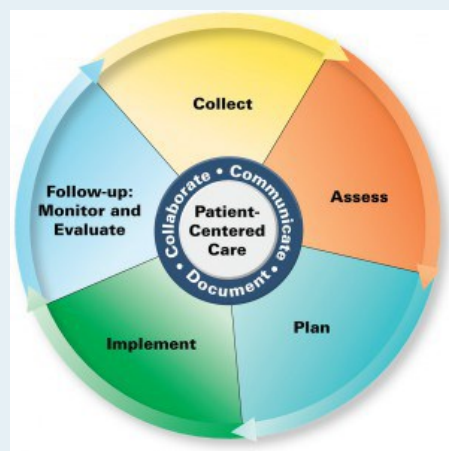 Collect
Assess
Plan
Implement
Follow-up:
Monitor and
Evaluate
Collaborate • Communicate • Document •
Patient-
Centered
Care